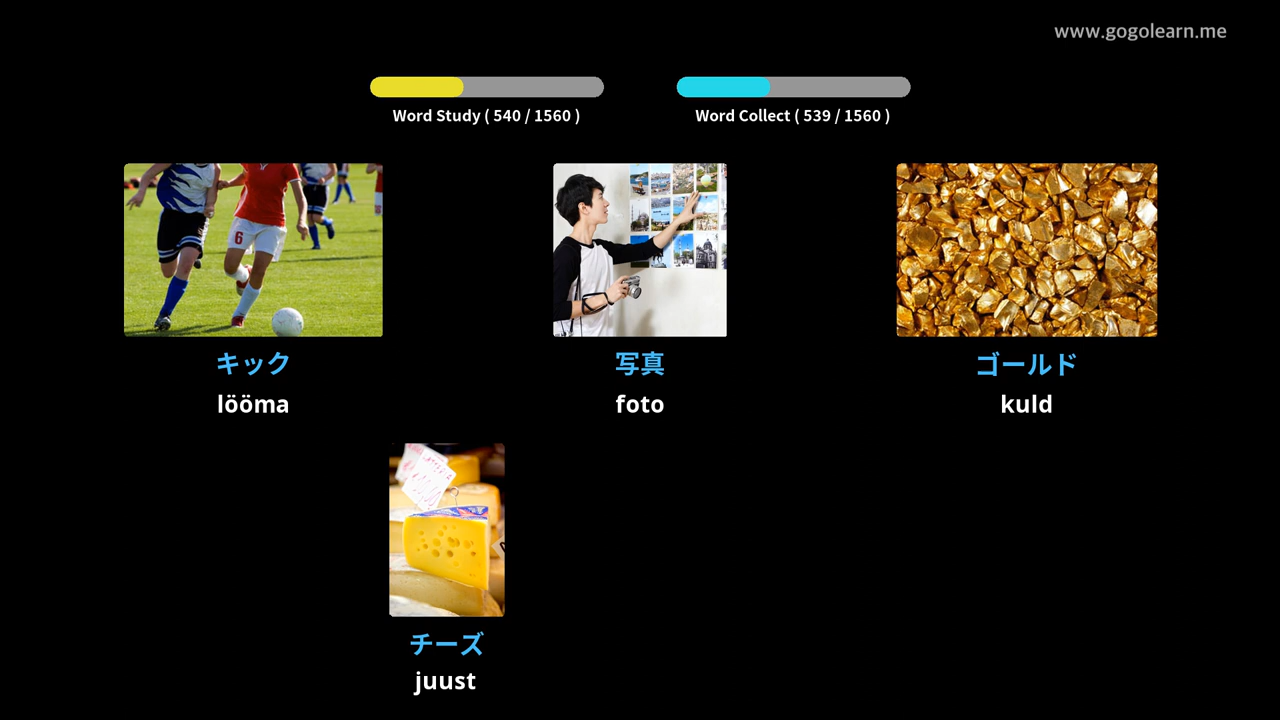 www.gogolearn.me
Word Study ( 540 / 1560 )
Word Collect ( 539 / 1560 )
キック
lööma
写真
foto
ゴールド
kuld
チーズ
juust
6